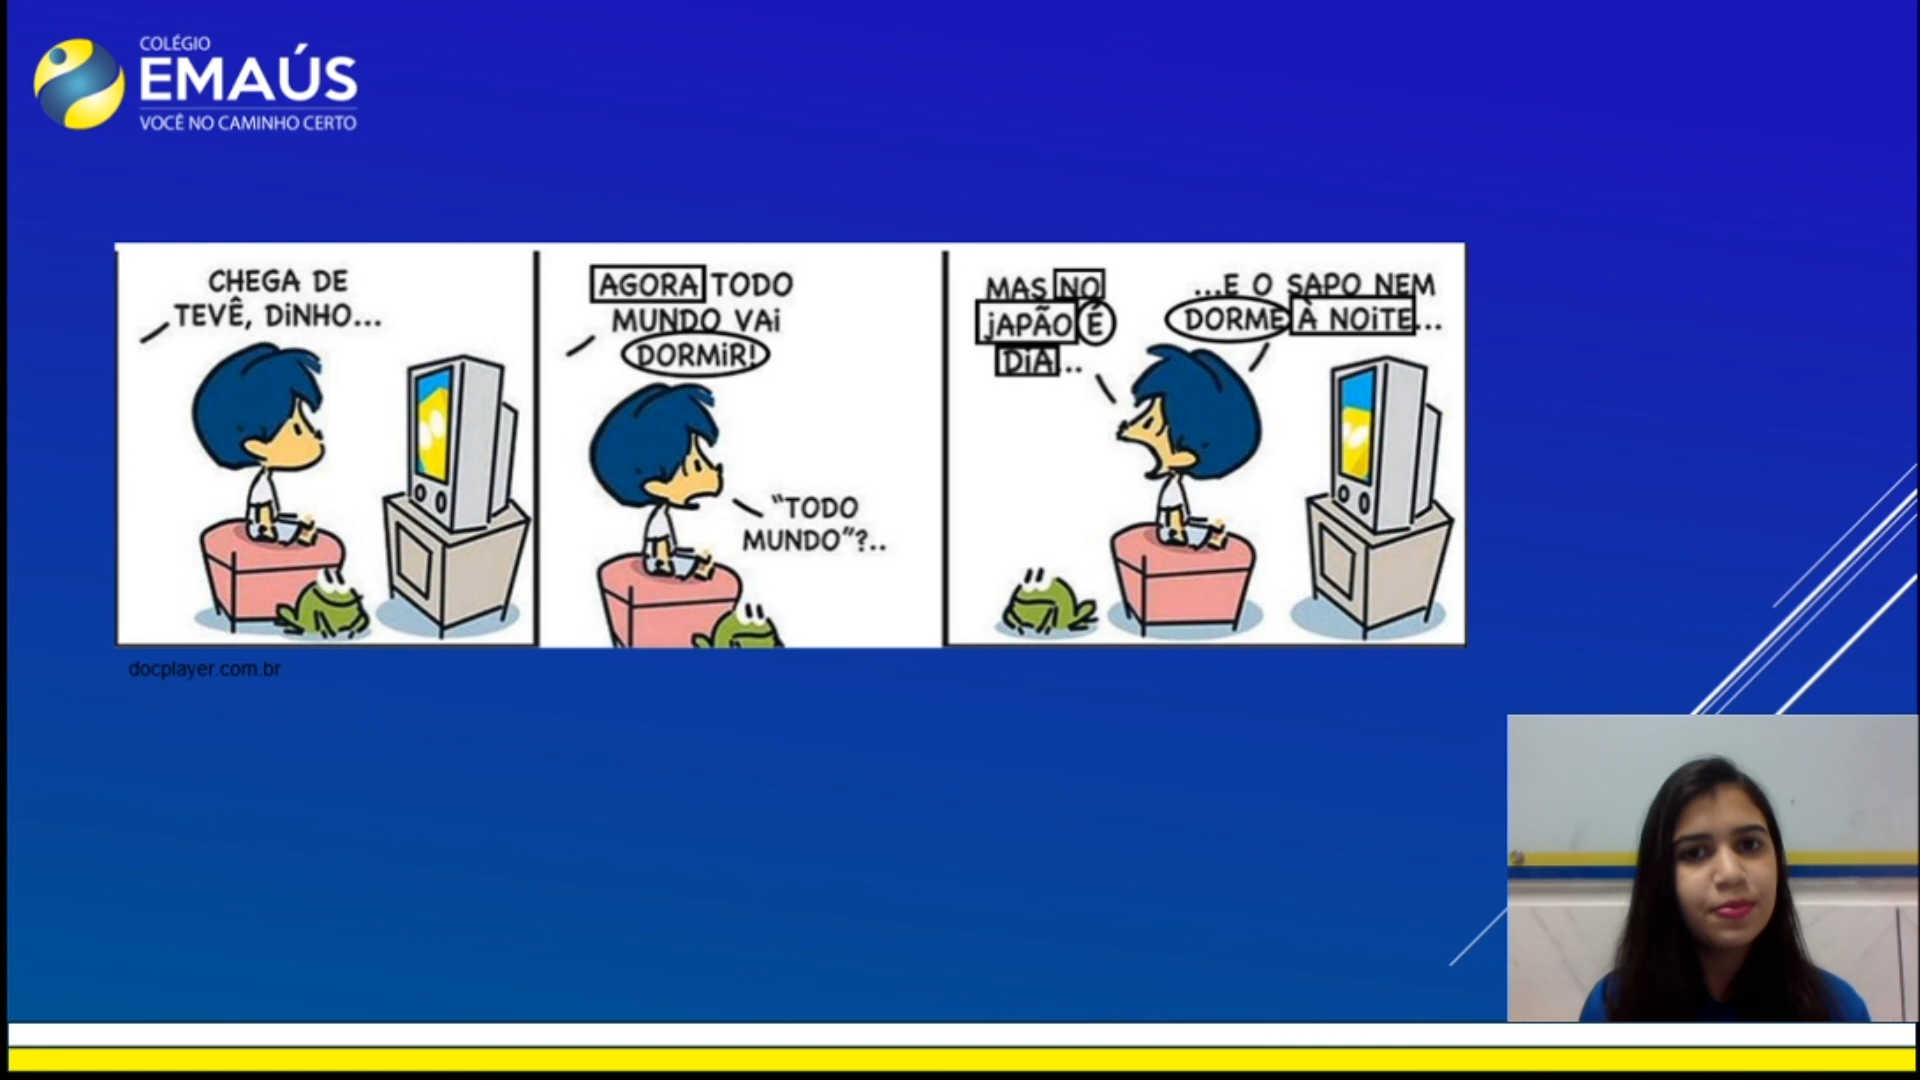 COLÉGIO
EMAÚS
VOCÊ NO CAMINHO CERTO
CHEGA DE
TEVÊ, DiNHO...
AGORA TODO
MUNDO VAi
DORMiR!
"TODO
MUNDO"?..
MAS NO
jAPÃO É
DiA...
...E O SAPO NEM
DORME À NOiTE...
docplayer.com.br